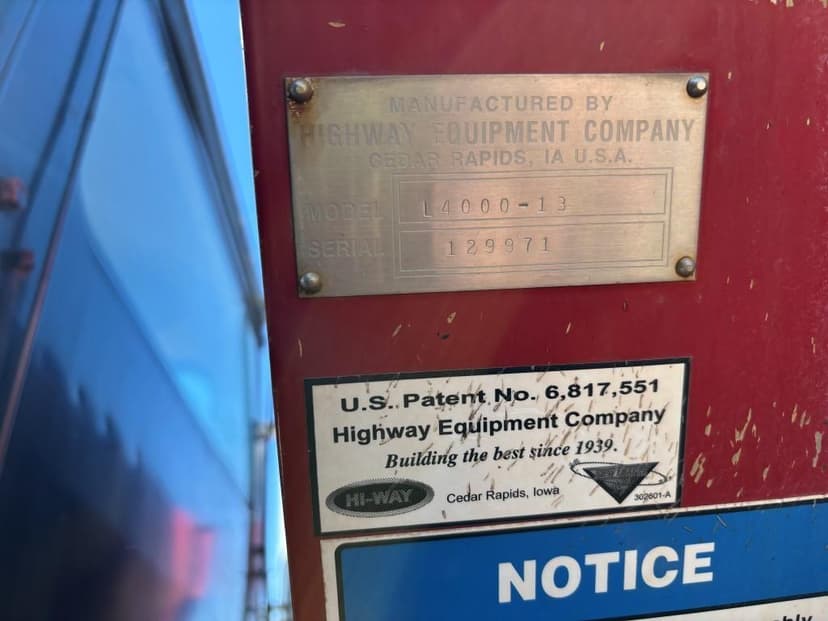 MANUFACTURED BY
HIGHWAY EQUIPMENT COMPANY
CEDAR RAPIDS, IA U.S.A.
MODEL L4000-13
SERIAL 129971
U.S. Patent No. 6,817,551
Highway Equipment Company
Building the best since 1939.
HI-WAY Cedar Rapids, Iowa
302601-A
NOTICE